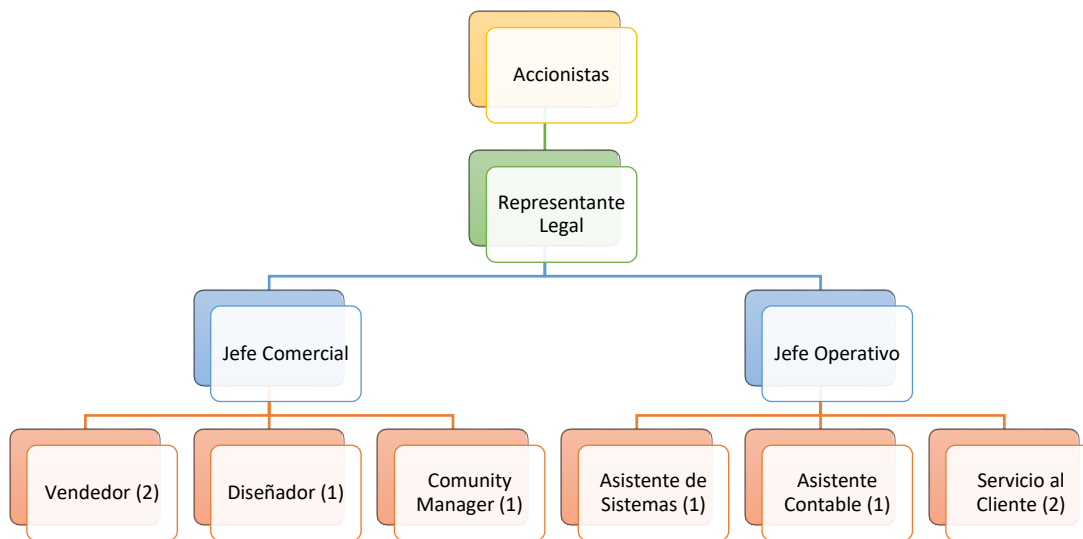 Accionistas
Representante
Legal
Jefe Comercial
Jefe Operativo
Vendedor (2)
Diseñador (1)
Comunity
Manager (1)
Asistente de
Sistemas (1)
Asistente
Contable (1)
Servicio al
Cliente (2)